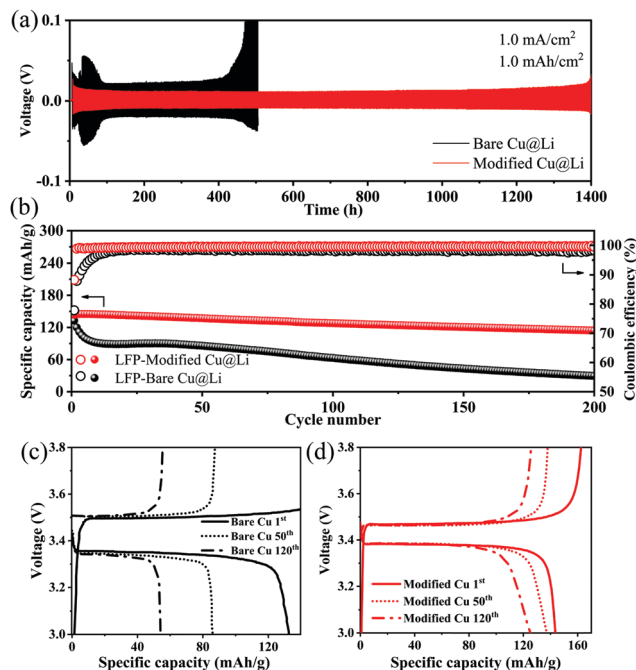 (a)
0.1
0.0
-0.1
Voltage (V)
1.0 mA/cm²
1.0 mAh/cm²
Bare Cu@Li
Modified Cu@Li
0 200 400 600 800 1000 1200 1400
Time (h)
(b)
300
270
240
210
180
150
120
90
60
30
0
Specific capacity (mAh/g)
LFP-Modified Cu@Li
LFP-Bare Cu@Li
100
90
80
70
60
50
Coulombic efficiency (%)
0 50 100 150 200
Cycle number
(c)
3.8
3.6
3.4
3.2
3.0
Voltage (V)
Bare Cu 1st
Bare Cu 50th
Bare Cu 120th
0 40 80 120
Specific capacity (mAh/g)
(d)
3.8
3.6
3.4
3.2
3.0
Voltage (V)
Modified Cu 1st
Modified Cu 50th
Modified Cu 120th
0 40 80 120 160
Specific capacity (mAh/g)